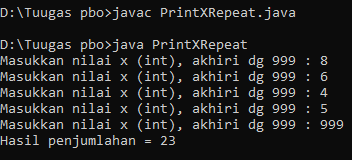 D:\Tuugas pbo>javac PrintXRepeat.java
D:\Tuugas pbo>java PrintXRepeat
Masukkan nilai x (int), akhiri dg 999 : 8
Masukkan nilai x (int), akhiri dg 999 : 6
Masukkan nilai x (int), akhiri dg 999 : 4
Masukkan nilai x (int), akhiri dg 999 : 5
Masukkan nilai x (int), akhiri dg 999 : 999
Hasil penjumlahan = 23